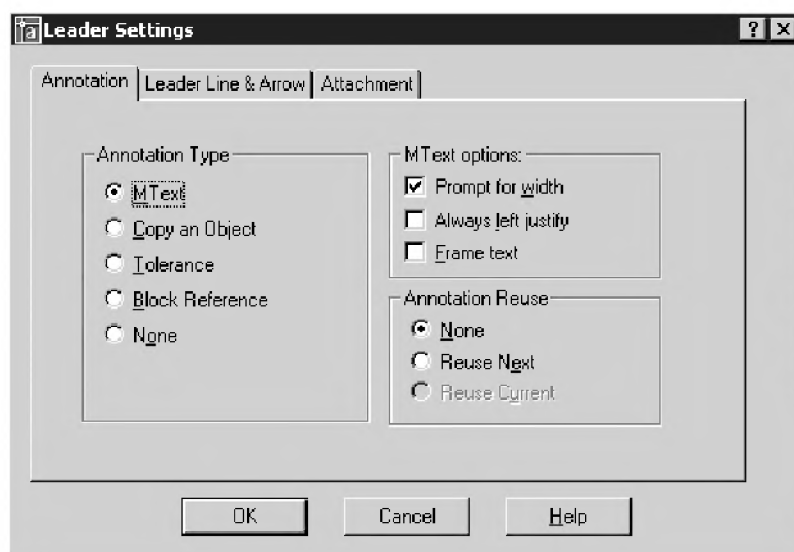 Leader Settings
Annotation
Leader Line & Arrow
Attachment
Annotation Type
MText
Copy an Object
Tolerance
Block Reference
None
MText options:
Prompt for width
Always left justify
Frame text
Annotation Reuse
None
Reuse Next
Reuse Current
OK
Cancel
Help